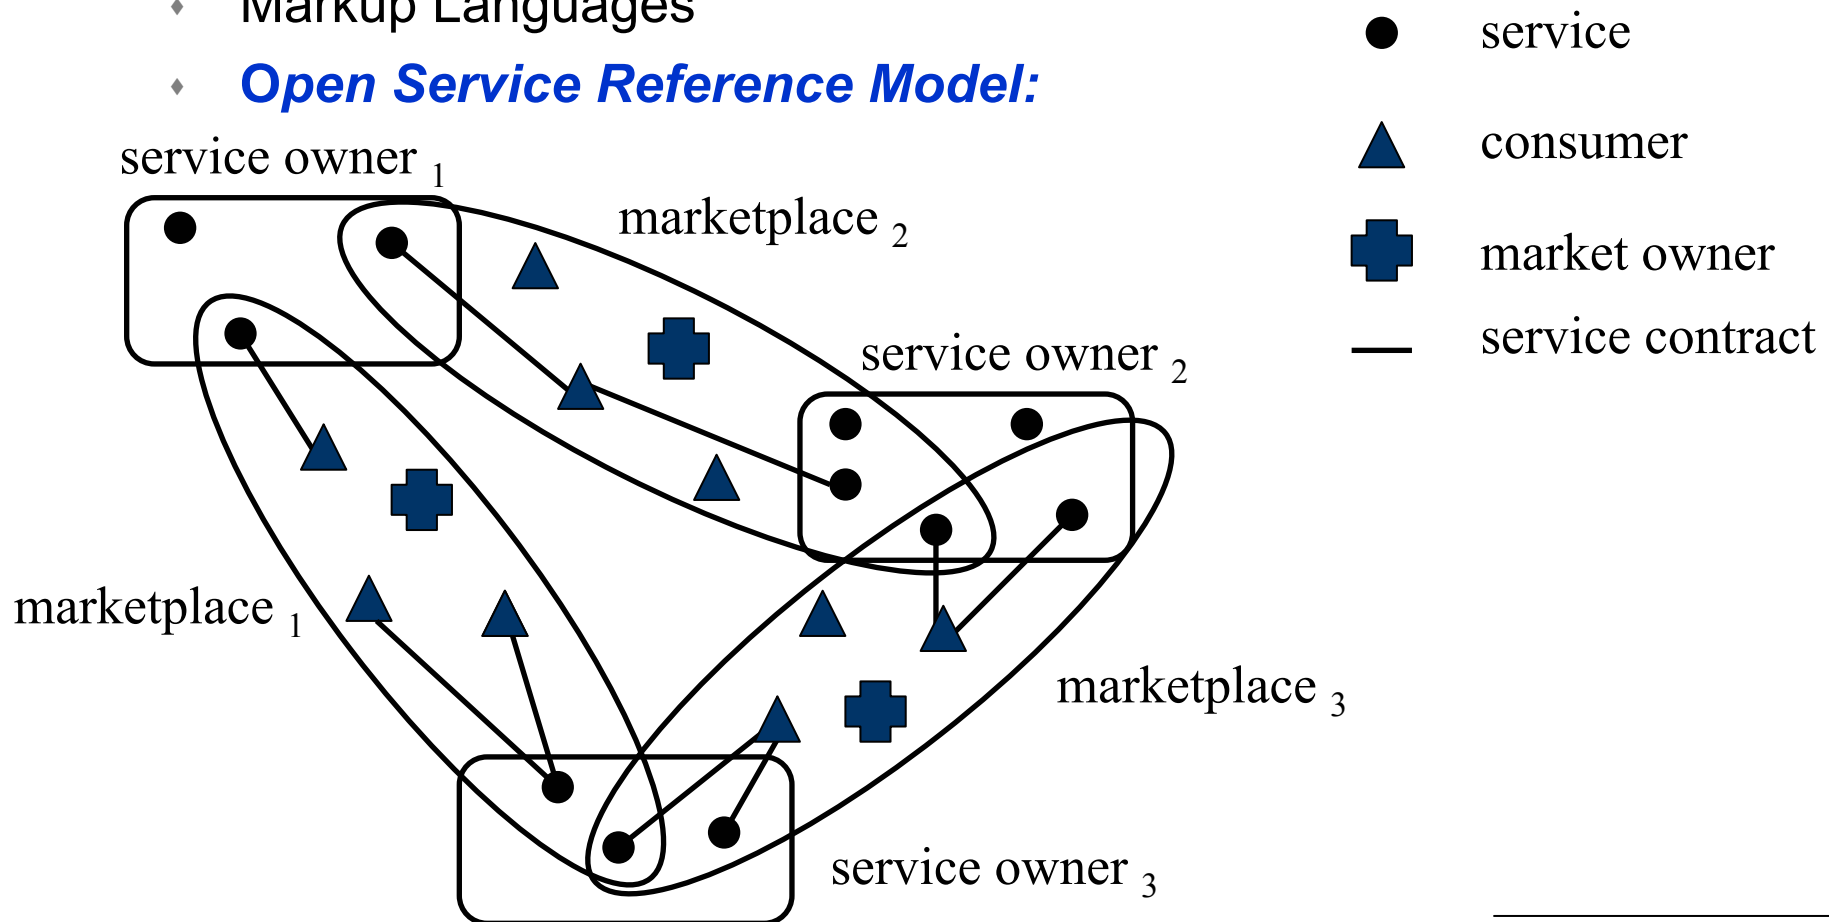 Markup Languages
Open Service Reference Model:
service
consumer
market owner
service contract
service owner 1
marketplace 2
service owner 2
marketplace 1
marketplace 3
service owner 3